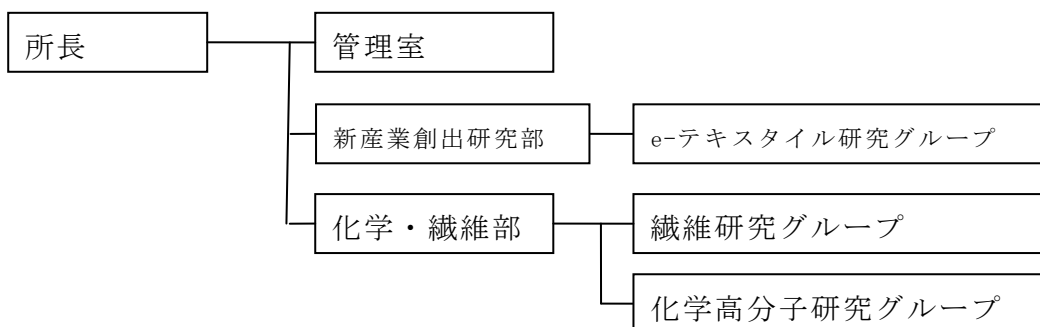 所長
管理室
新産業創出研究部
e-テキスタイル研究グループ
化学・繊維部
繊維研究グループ
化学高分子研究グループ